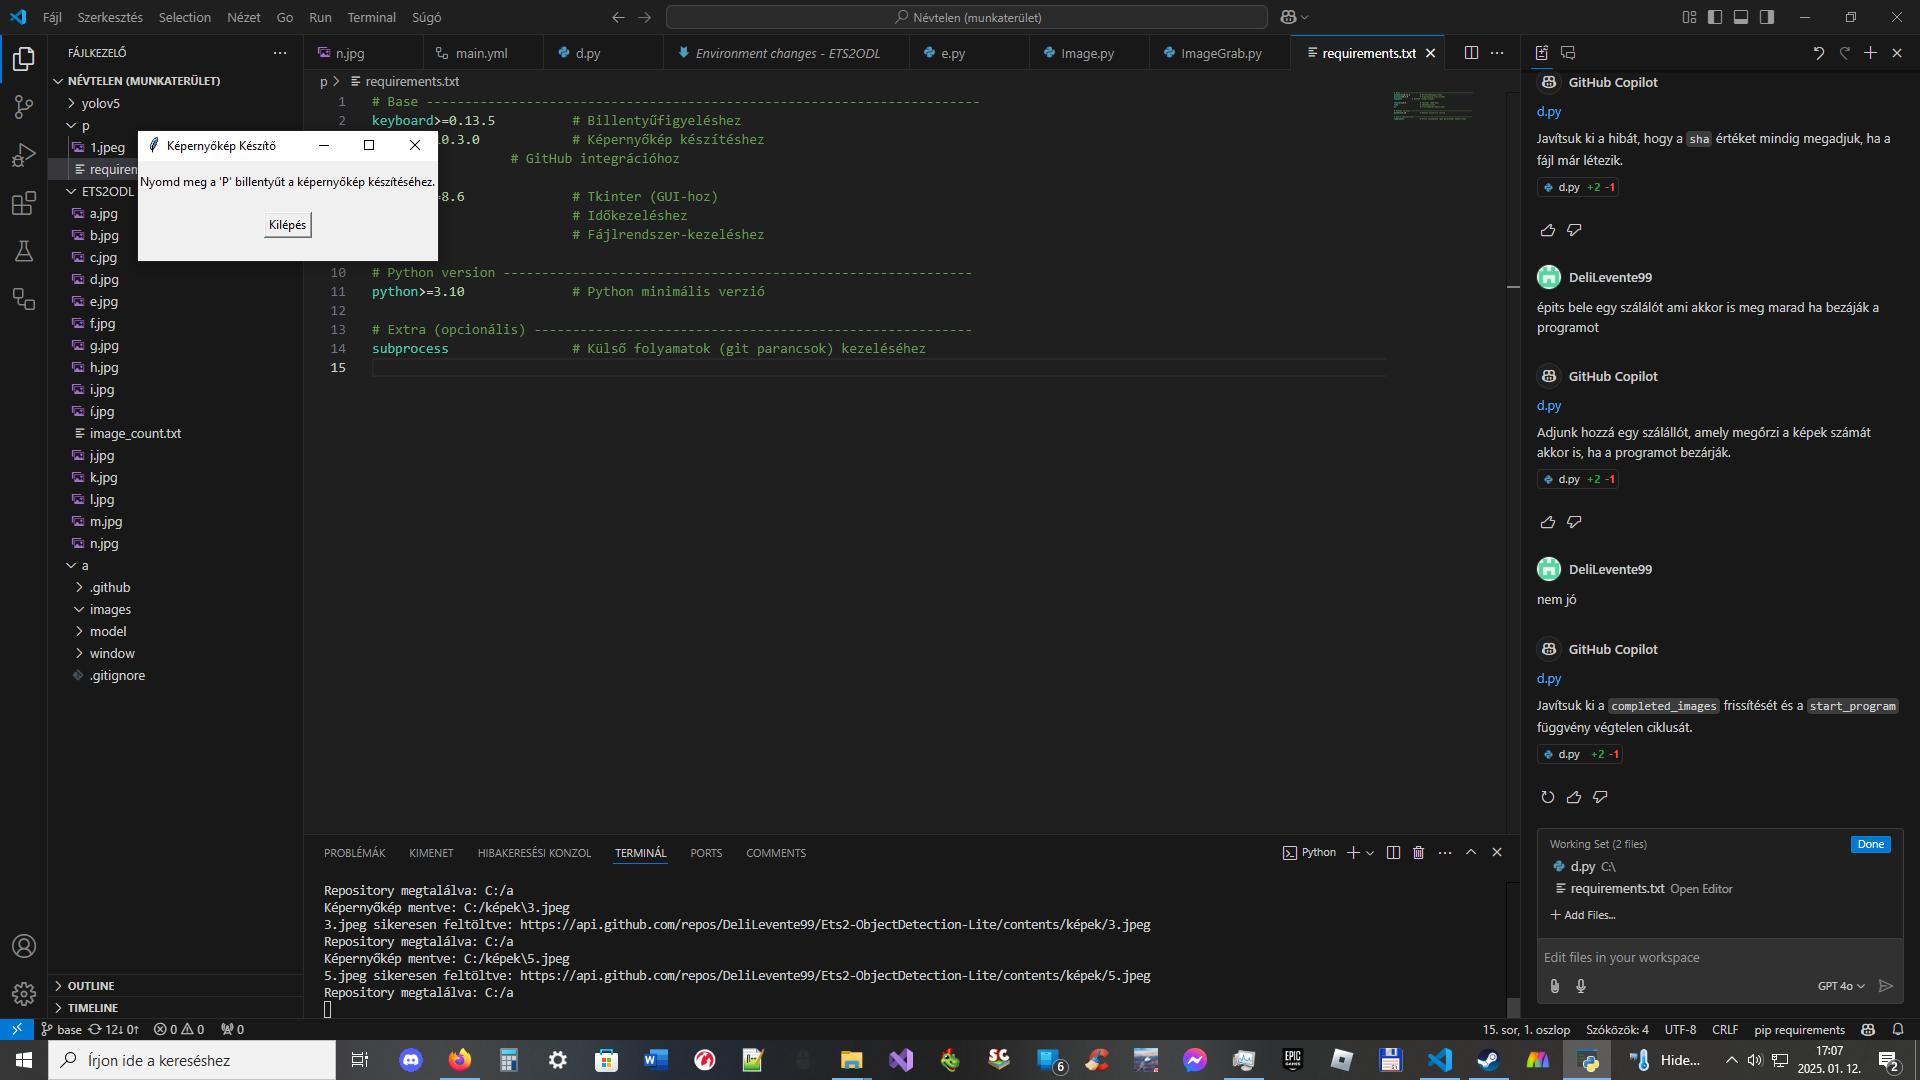 Fájl Szerkesztés Selection Nézet Go Run Terminal Súgó
Névtelen (munkaterület)
FÁJLKEZELŐ
NÉVTELEN (MUNKATERÜLET)
yolov5
p
1.jpeg
requiren
ETS2ODL
a.jpg
b.jpg
c.jpg
d.jpg
e.jpg
f.jpg
g.jpg
h.jpg
i.jpg
í.jpg
image_count.txt
j.jpg
k.jpg
l.jpg
m.jpg
n.jpg
a
.github
images
model
window
.gitignore
OUTLINE
TIMELINE
Képernyőkép Készítő
Nyomd meg a 'P' billentyűt a képernyőkép készítéséhez.
Kilépés
n.jpg main.yml d.py Environment changes - ETS2ODL e.py Image.py ImageGrab.py requirements.txt
p > requirements.txt
1 # Base ------------------------------------------------------------------------
2 keyboard>=0.13.5 # Billentyűfigyeléshez
0.3.0 # Képernyőkép készítéshez
# GitHub integrációhoz
=8.6 # Tkinter (GUI-hoz)
# Időkezeléshez
# Fájlrendszer-kezeléshez
10 # Python version -------------------------------------------------------------
11 python>=3.10 # Python minimális verzió
12
13 # Extra (opcionális) ---------------------------------------------------------
14 subprocess # Külső folyamatok (git parancsok) kezeléséhez
15
PROBLÉMÁK KIMENET HIBAKERESÉSI KONZOL TERMINÁL PORTS COMMENTS
Python
Repository megtalálva: C:/a
Képernyőkép mentve: C:/képek\3.jpeg
3.jpeg sikeresen feltöltve: https://api.github.com/repos/DeliLevente99/Ets2-ObjectDetection-Lite/contents/képek/3.jpeg
Repository megtalálva: C:/a
Képernyőkép mentve: C:/képek\5.jpeg
5.jpeg sikeresen feltöltve: https://api.github.com/repos/DeliLevente99/Ets2-ObjectDetection-Lite/contents/képek/5.jpeg
Repository megtalálva: C:/a
GitHub Copilot
d.py
Javítsuk ki a hibát, hogy a sha értéket mindig megadjuk, ha a
fájl már létezik.
d.py +2 -1
DeliLevente99
épits bele egy szálálót ami akkor is meg marad ha bezáják a
programot
GitHub Copilot
d.py
Adjunk hozzá egy szálállót, amely megőrzi a képek számát
akkor is, ha a programot bezárják.
d.py +2 -1
DeliLevente99
nem jó
GitHub Copilot
d.py
Javítsuk ki a completed_images frissítését és a start_program
függvény végtelen ciklusát.
d.py +2 -1
Working Set (2 files)
Done
d.py C:\
requirements.txt Open Editor
Add Files...
Edit files in your workspace
GPT 4o
base 12↓ 0↑ 0 0 0
15. sor, 1. oszlop Szóközök: 4 UTF-8 CRLF pip requirements
Írjon ide a kereséshez
SC
6
EPIC GAMES
Hide...
17:07
2025. 01. 12.
2